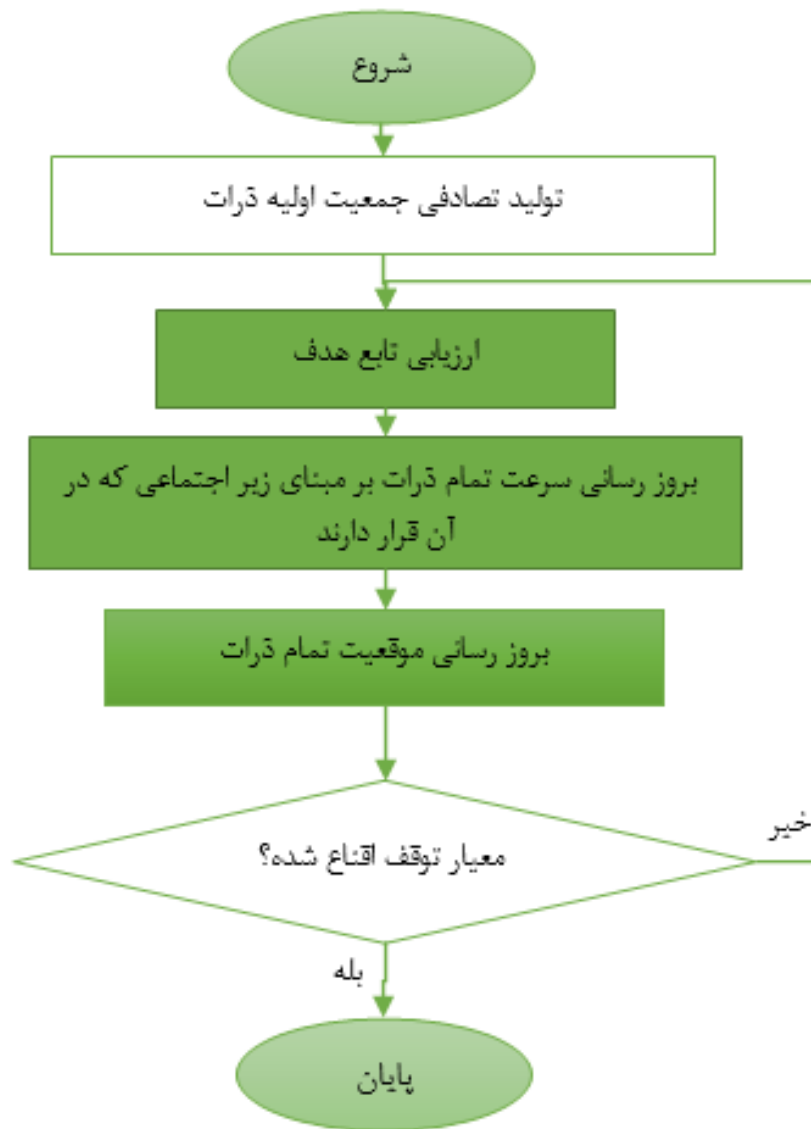 شروع
تولید تصادفی جمعیت اولیه ذرات
ارزیابی تابع هدف
بروز رسانی سرعت تمام ذرات بر مبنای زیر اجتماعی که در
آن قرار دارند
بروز رسانی موقعیت تمام ذرات
معیار توقف اقناع شده؟
خیر
بله
پایان